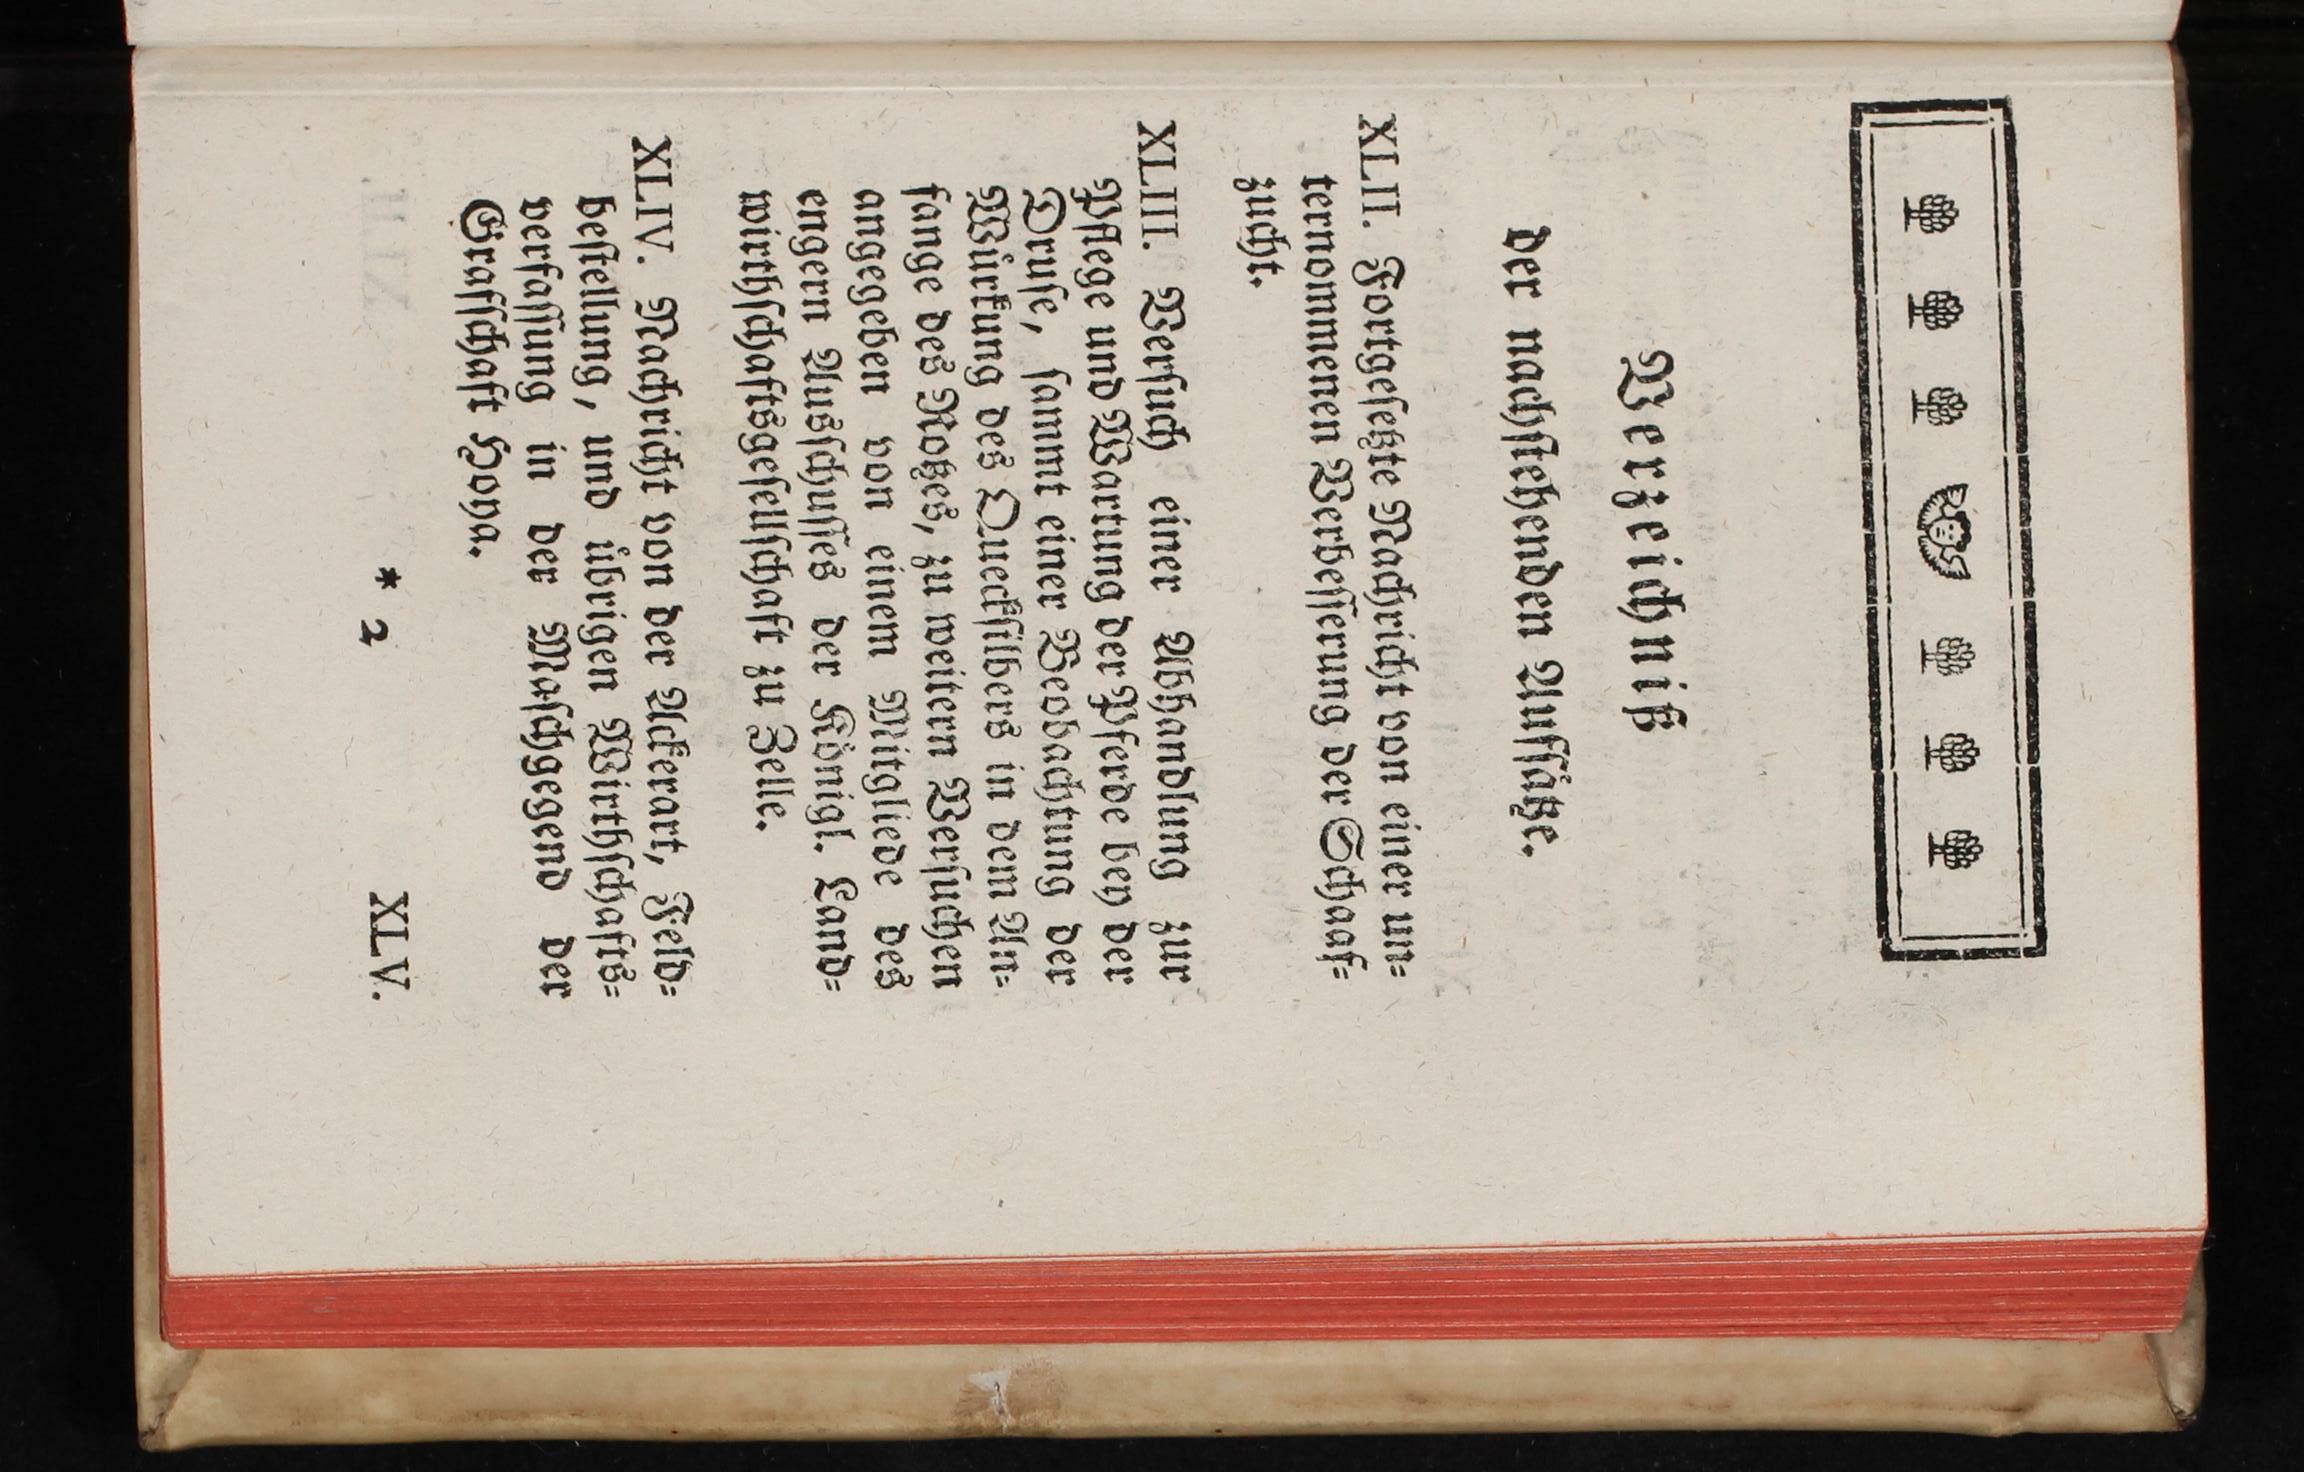 Verzeichniß
der nachstehenden Aufsätze.
XLII. Fortgesetzte Nachricht von einer un=
ternommenen Verbesserung der Schaaf=
zucht.
XLIII. Versuch einer Abhandlung zur
Pflege und Wartung der Pferde bey der
Druse, sammt einer Beobachtung der
Würkung des Quecksilbers in dem An=
fange des Rotzes, zu weitern Versuchen
angegeben von einem Mitgliede des
engern Ausschusses der Königl. Land=
wirthschaftsgesellschaft zu Zelle.
XLIV. Nachricht von der Ackerart, Feld=
bestellung, und übrigen Wirthschafts=
verfassung in der Maschgegend der
Grafschaft Hoya.
* 2 XLV.